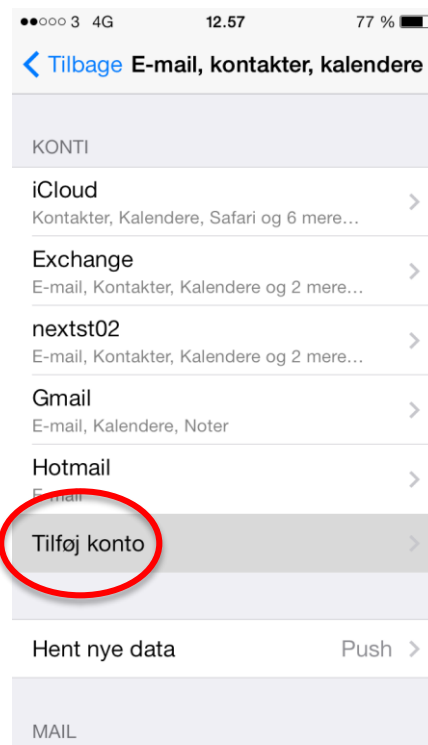 3 4G 12.57 77 %
Tilbage E-mail, kontakter, kalendere
KONTI
iCloud
Kontakter, Kalendere, Safari og 6 mere...
Exchange
E-mail, Kontakter, Kalendere og 2 mere...
nextst02
E-mail, Kontakter, Kalendere og 2 mere...
Gmail
E-mail, Kalendere, Noter
Hotmail
E-mail
Tilføj konto
Hent nye data Push
MAIL